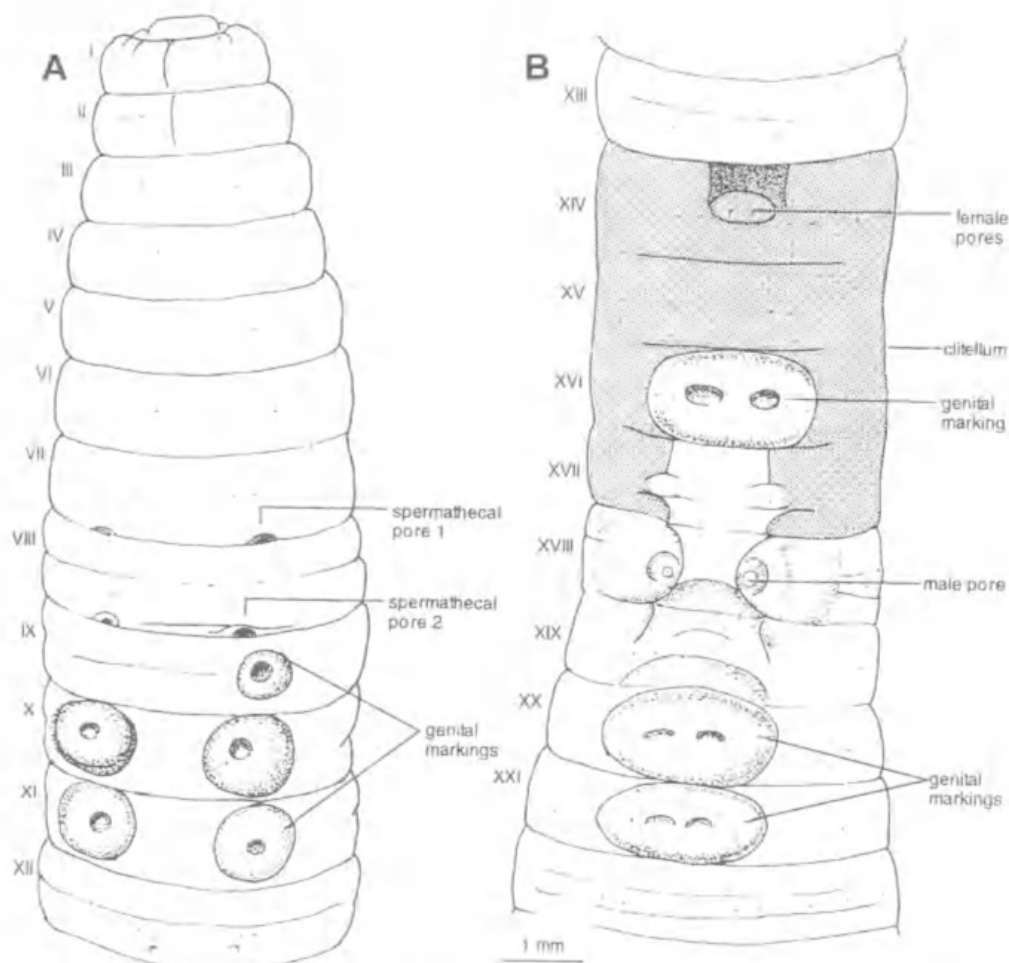 A
I
II
III
IV
V
VI
VII
VIII
IX
X
XI
XII
spermathecal
pore 1
spermathecal
pore 2
genital
markings
B
XIII
XIV
XV
XVI
XVII
XVIII
XIX
XX
XXI
female
pores
clitellum
genital
marking
male pore
genital
markings
1 mm